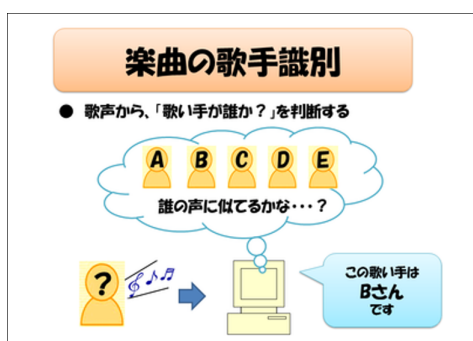 楽曲の歌手識別
● 歌声から、「歌い手が誰か?」を判断する
A B C D E
誰の声に似てるかな・・・?
?
この歌い手は
Bさん
です